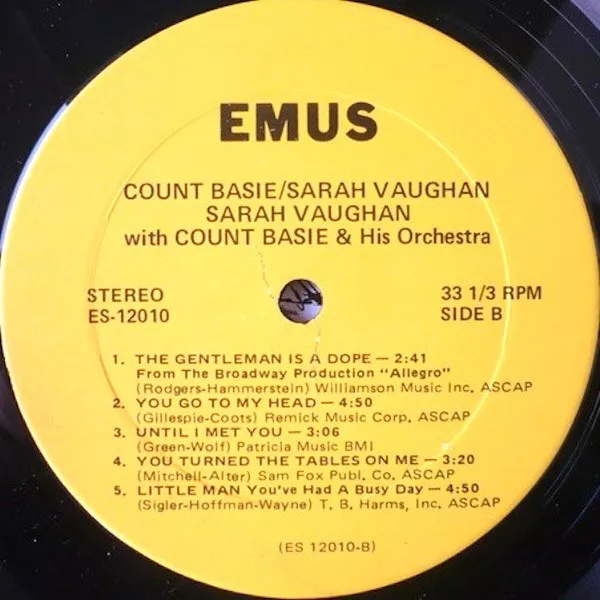 EMUS
COUNT BASIE/SARAH VAUGHAN
SARAH VAUGHAN
with COUNT BASIE & His Orchestra
STEREO
ES-12010
33 1/3 RPM
SIDE B
1. THE GENTLEMAN IS A DOPE — 2:41
From The Broadway Production "Allegro"
(Rodgers-Hammerstein) Williamson Music Inc. ASCAP
2. YOU GO TO MY HEAD — 4:50
(Gillespie-Coots) Remick Music Corp. ASCAP
3. UNTIL I MET YOU — 3:06
(Green-Wolf) Patricia Music BMI
4. YOU TURNED THE TABLES ON ME — 3:20
(Mitchell-Alter) Sam Fox Publ. Co. ASCAP
5. LITTLE MAN You've Had A Busy Day — 4:50
(Sigler-Hoffman-Wayne) T. B. Harms, Inc, ASCAP
(ES 12010-B)